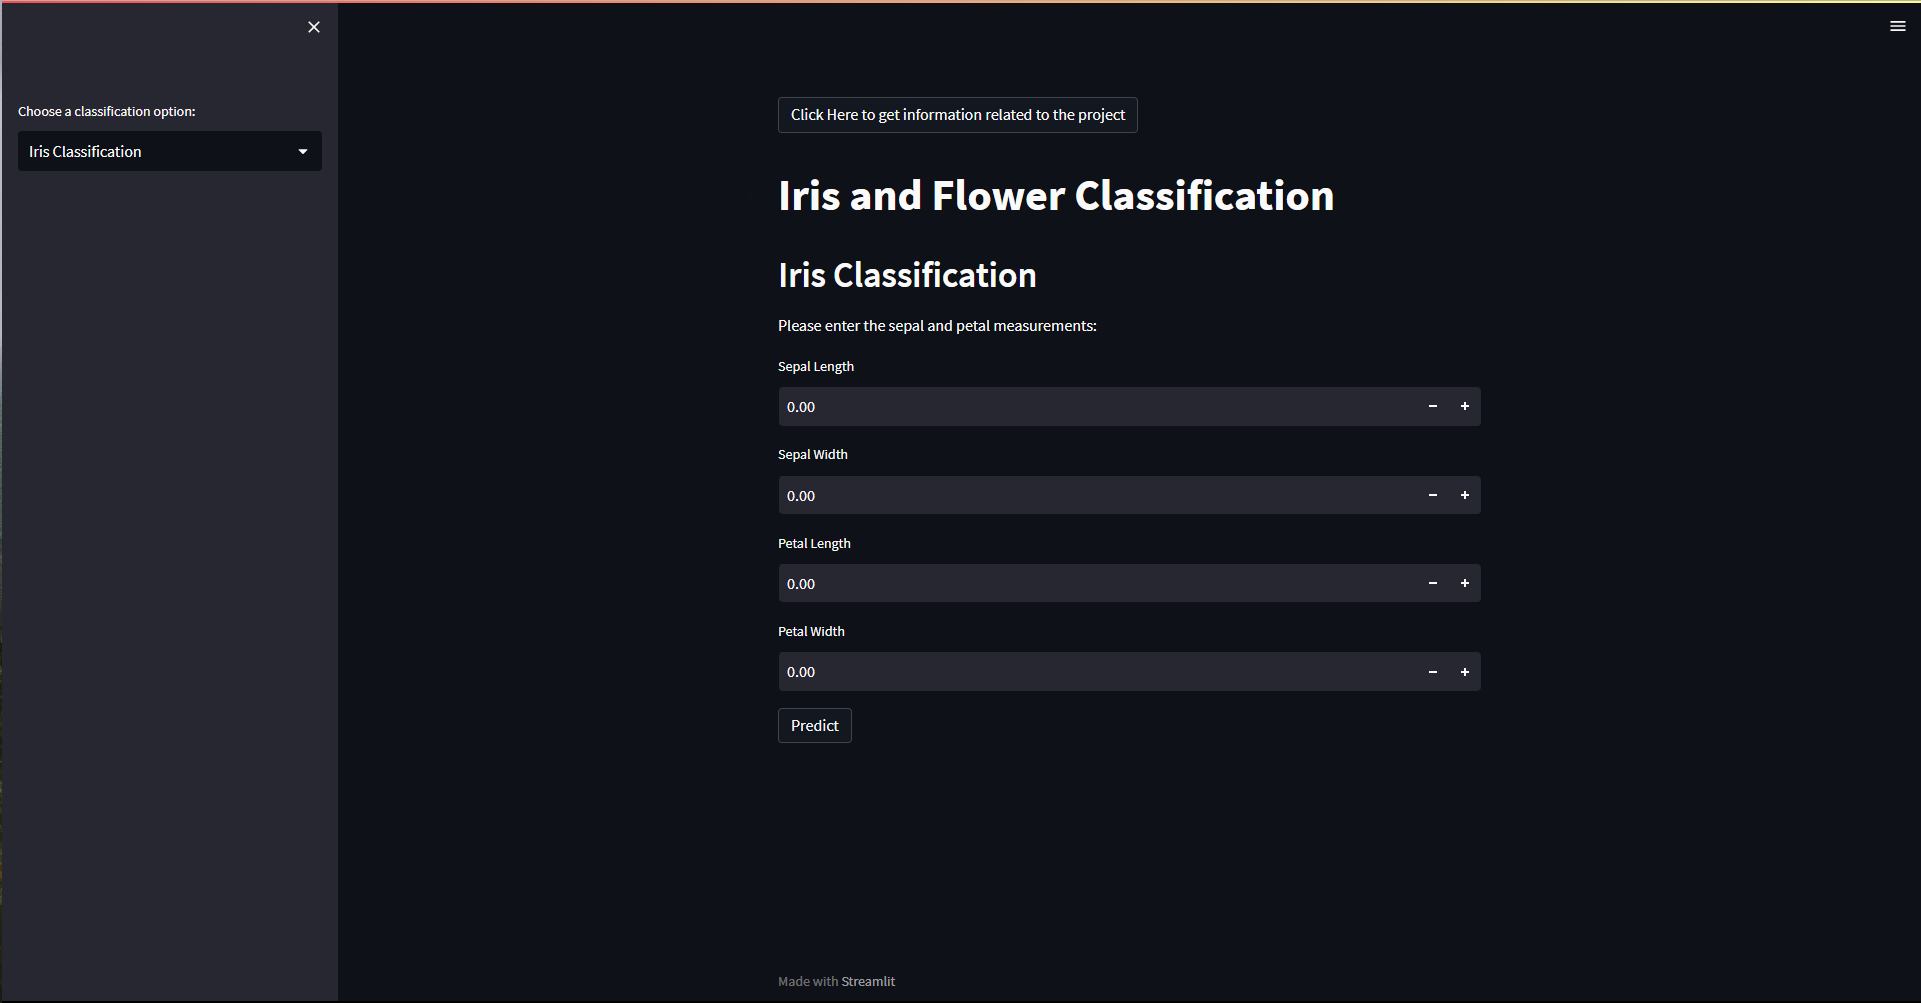 Choose a classification option:
Iris Classification
Click Here to get information related to the project
Iris and Flower Classification
Iris Classification
Please enter the sepal and petal measurements:
Sepal Length
0.00
Sepal Width
0.00
Petal Length
0.00
Petal Width
0.00
Predict
Made with Streamlit